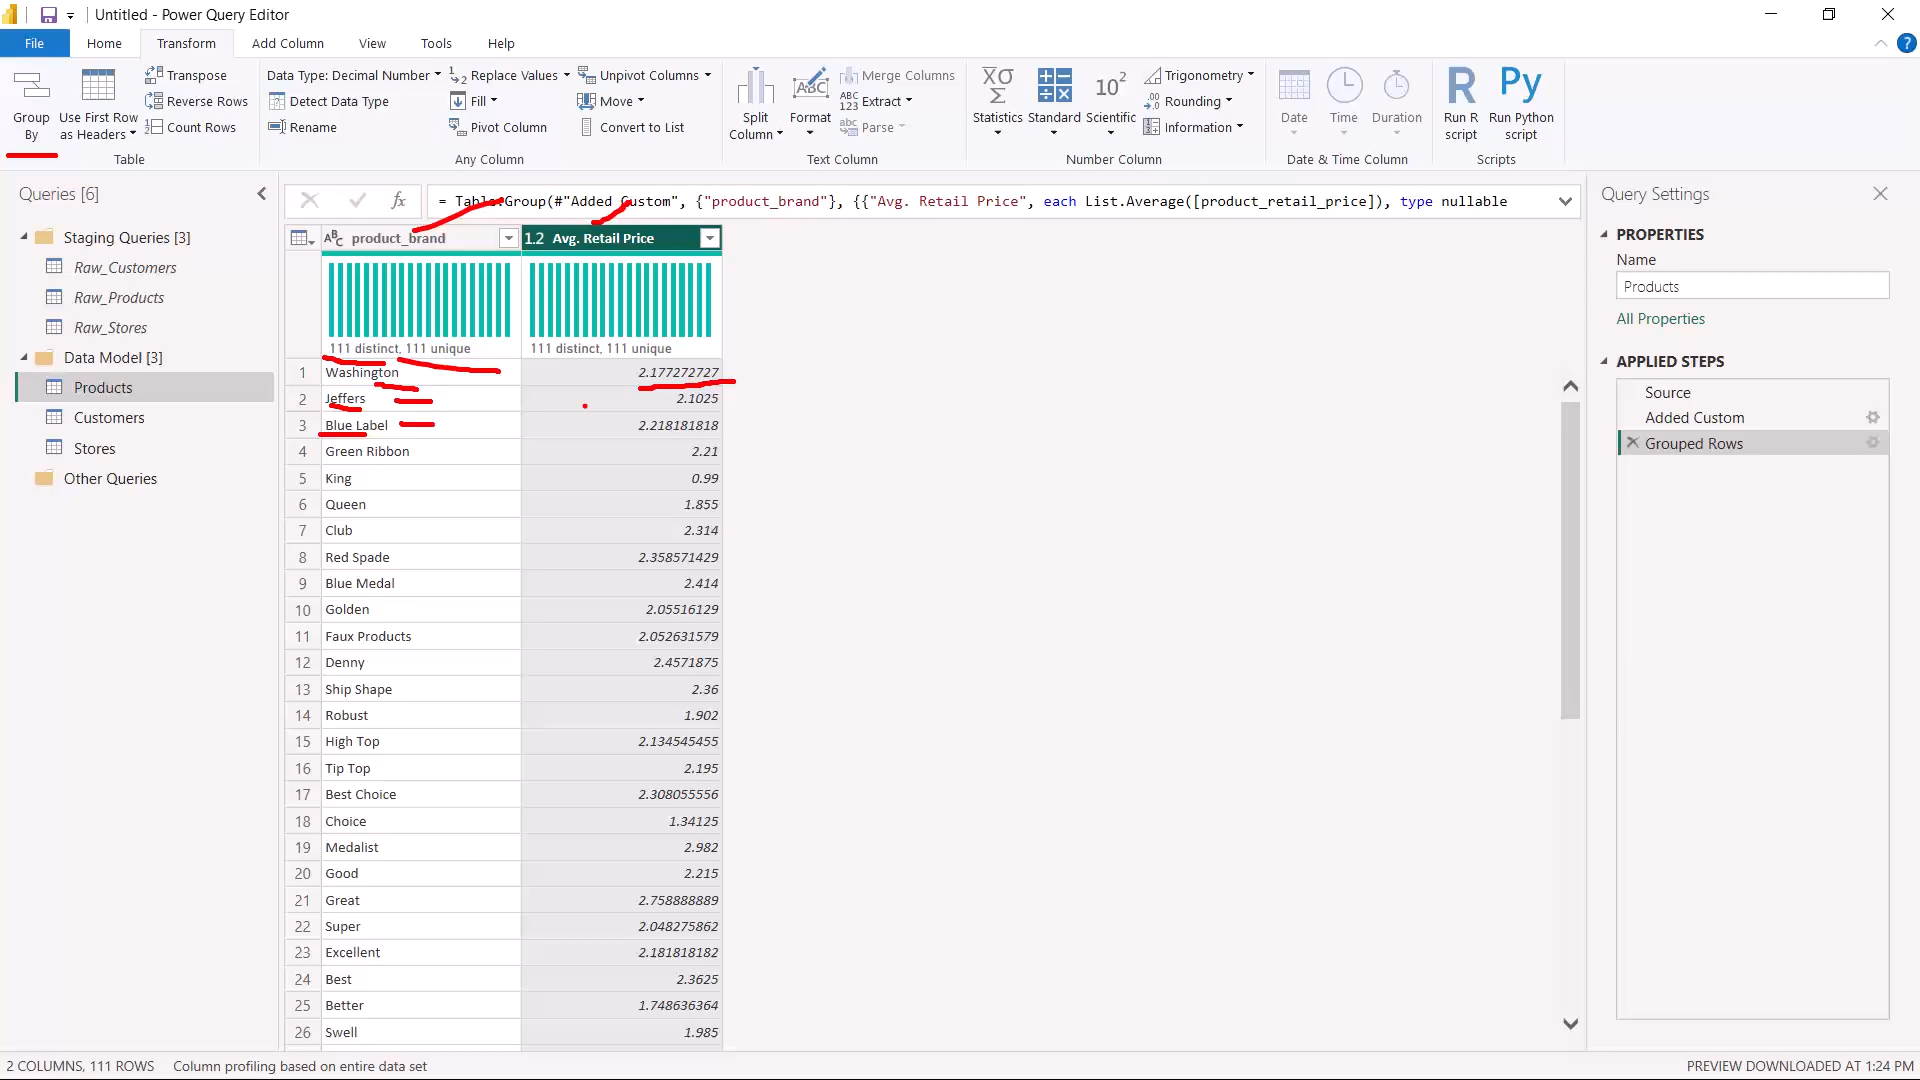 Untitled - Power Query Editor
File Home Transform Add Column View Tools Help
Group By
Use First Row as Headers
Transpose
Reverse Rows
Count Rows
Table
Data Type: Decimal Number
Detect Data Type
Rename
Replace Values
Fill
Pivot Column
Unpivot Columns
Move
Convert to List
Any Column
Split Column
Format
Merge Columns
Extract
Parse
Text Column
Statistics
Standard
Scientific
Trigonometry
Rounding
Information
Number Column
Date
Time
Duration
Date & Time Column
Run R script
Run Python script
Scripts
Queries [6]
Staging Queries [3]
Raw_Customers
Raw_Products
Raw_Stores
Data Model [3]
Products
Customers
Stores
Other Queries
= Table.Group(#"Added Custom", {"product_brand"}, {{"Avg. Retail Price", each List.Average([product_retail_price]), type nullable
product_brand 1.2 Avg. Retail Price
111 distinct, 111 unique 111 distinct, 111 unique
1 Washington 2.177272727
2 Jeffers 2.1025
3 Blue Label 2.218181818
4 Green Ribbon 2.21
5 King 0.99
6 Queen 1.855
7 Club 2.314
8 Red Spade 2.358571429
9 Blue Medal 2.414
10 Golden 2.05516129
11 Faux Products 2.052631579
12 Denny 2.4571875
13 Ship Shape 2.36
14 Robust 1.902
15 High Top 2.134545455
16 Tip Top 2.195
17 Best Choice 2.308055556
18 Choice 1.34125
19 Medalist 2.982
20 Good 2.215
21 Great 2.758888889
22 Super 2.048275862
23 Excellent 2.181818182
24 Best 2.3625
25 Better 1.748636364
26 Swell 1.985
Query Settings
PROPERTIES
Name
Products
All Properties
APPLIED STEPS
Source
Added Custom
Grouped Rows
2 COLUMNS, 111 ROWS Column profiling based on entire data set
PREVIEW DOWNLOADED AT 1:24 PM